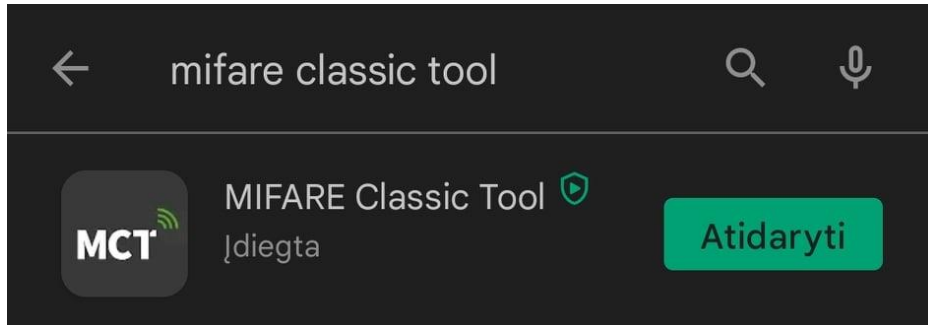 mifare classic tool
MIFARE Classic Tool
MCT
Įdiegta
Atidaryti